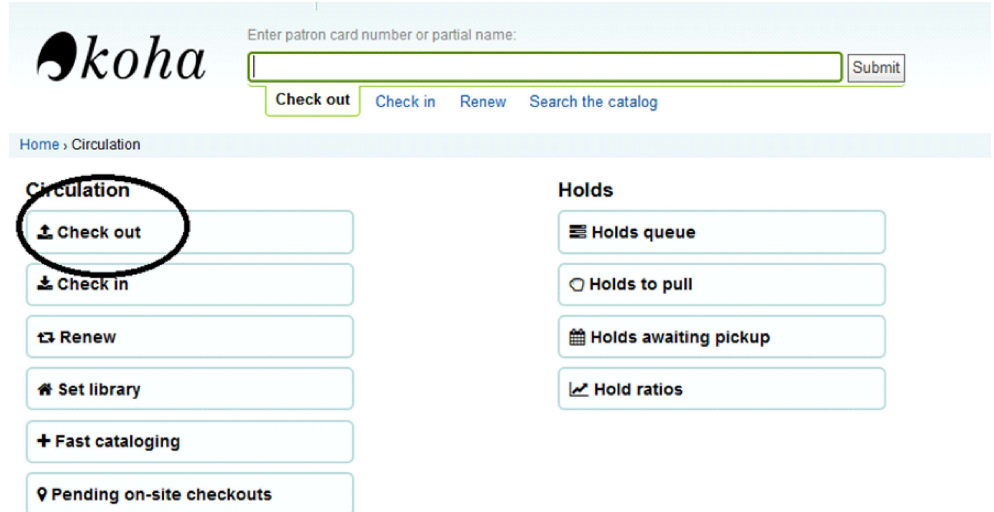 koha
Enter patron card number or partial name:
Submit
Check out Check in Renew Search the catalog
Home › Circulation
Circulation
Check out
Check in
Renew
Set library
Fast cataloging
Pending on-site checkouts
Holds
Holds queue
Holds to pull
Holds awaiting pickup
Hold ratios